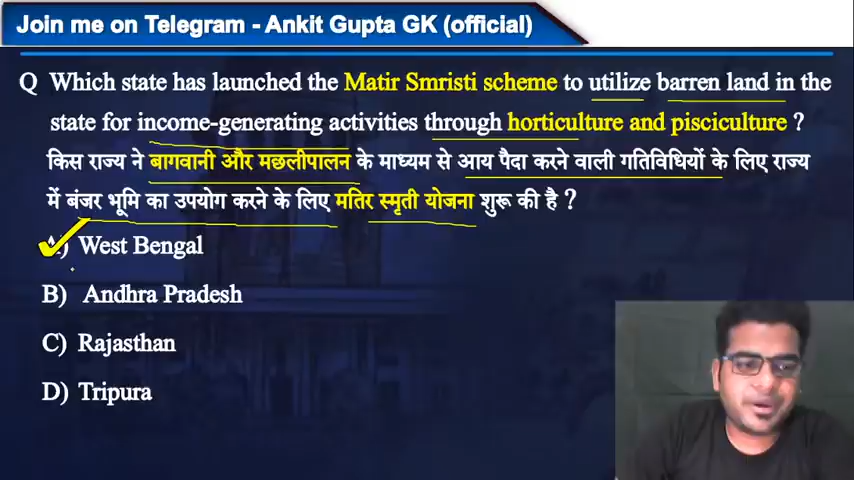 Join me on Telegram - Ankit Gupta GK (official)
Q Which state has launched the Matir Smristi scheme to utilize barren land in the
state for income-generating activities through horticulture and pisciculture ?
किस राज्य ने बागवानी और मछलीपालन के माध्यम से आय पैदा करने वाली गतिविधियों के लिए राज्य
में बंजर भूमि का उपयोग करने के लिए मतिर स्मृती योजना शुरू की है ?
West Bengal
B) Andhra Pradesh
C) Rajasthan
D) Tripura